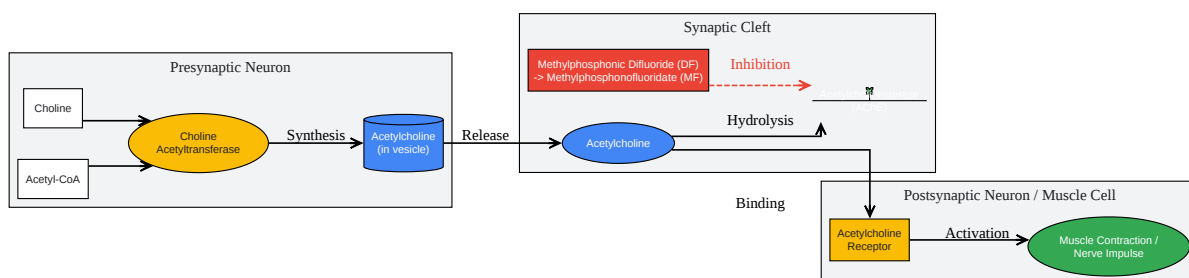 Synaptic Cleft
Methylphosphonic Difluoride (DF)
-> Methylphosphonofluoridate (MF)
Inhibition
Hydrolysis
Acetylcholine
Presynaptic Neuron
Choline
Acetyl-CoA
Choline
Acetyltransferase
Synthesis
Acetylcholine
(in vesicle)
Release
Binding
Postsynaptic Neuron / Muscle Cell
Acetylcholine
Receptor
Activation
Muscle Contraction /
Nerve Impulse